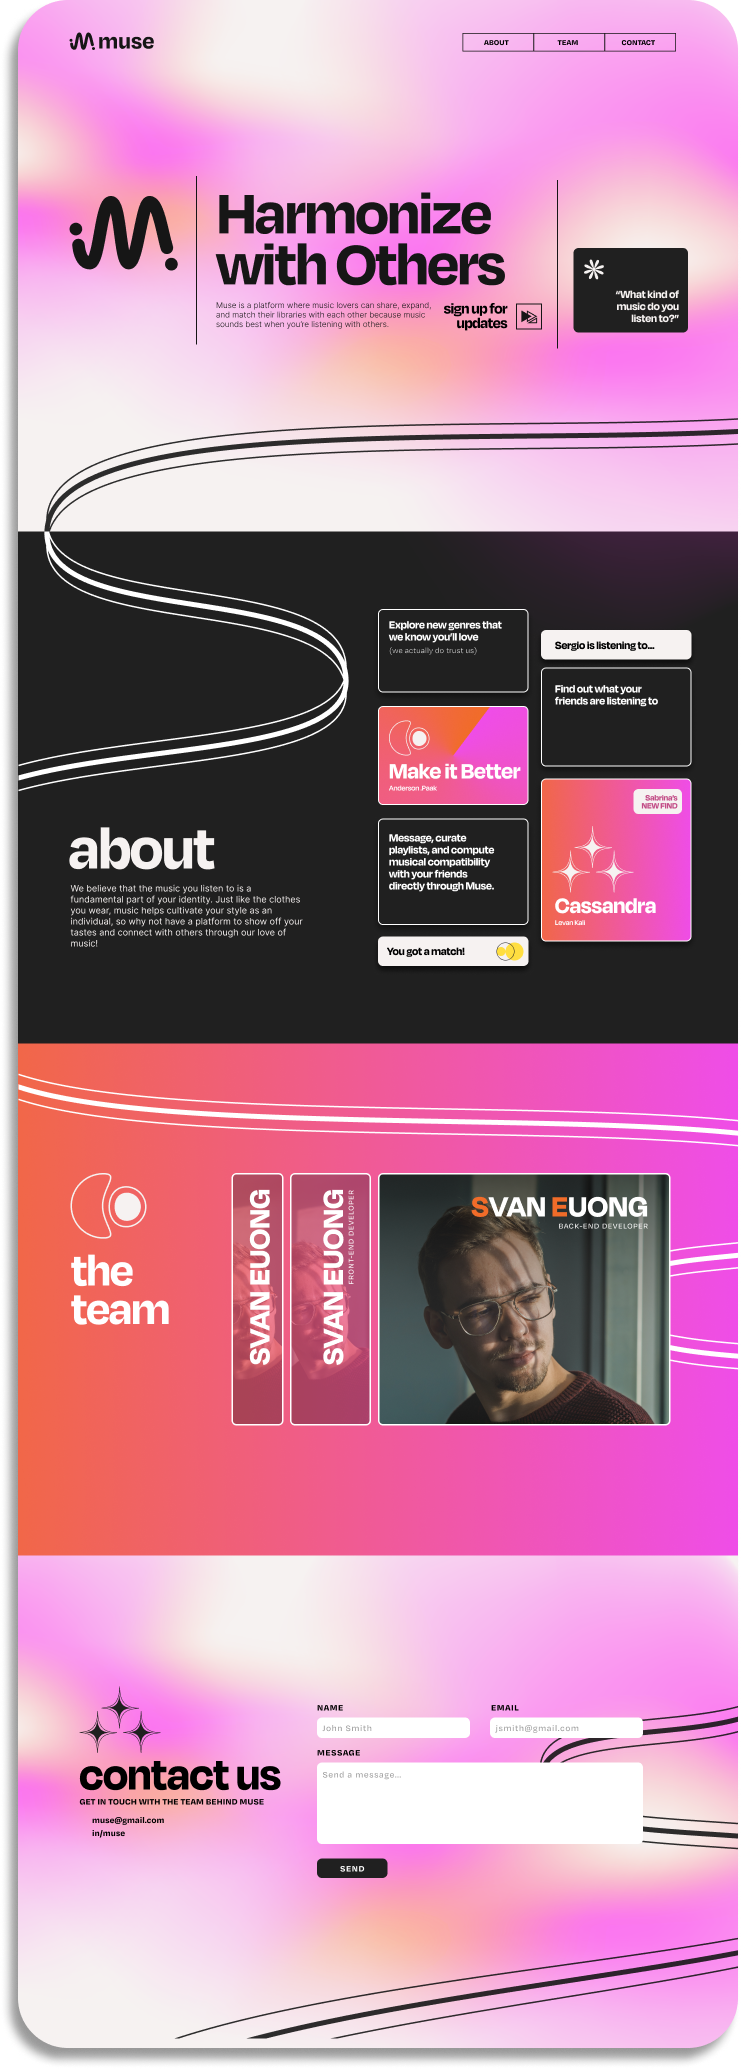 muse
ABOUT
TEAM
CONTACT
Harmonize
with Others
Muse is a platform where music lovers can share, expand,
and match their libraries with each other because music
sounds best when you're listening with others.
sign up for
updates
"What kind of
music do you
listen to?"
Explore new genres that
we know you'll love
(we actually do trust us)
Sergio is listening to...
Find out what your
friends are listening to
Make it Better
Anderson .Paak
Sabrina's
NEW FIND
Message, curate
playlists, and compute
musical compatibility
with your friends
directly through Muse.
Cassandra
Levan Kali
You got a match!
about
We believe that the music you listen to is a
fundamental part of your identity. Just like the clothes
you wear, music helps cultivate your style as an
individual, so why not have a platform to show off your
tastes and connect with others through our love of
music!
the
team
SVAN EUONG
SVAN EUONG
FRONT-END DEVELOPER
SVAN EUONG
BACK-END DEVELOPER
contact us
GET IN TOUCH WITH THE TEAM BEHIND MUSE
muse@gmail.com
in/muse
NAME
John Smith
EMAIL
jsmith@gmail.com
MESSAGE
Send a message...
SEND